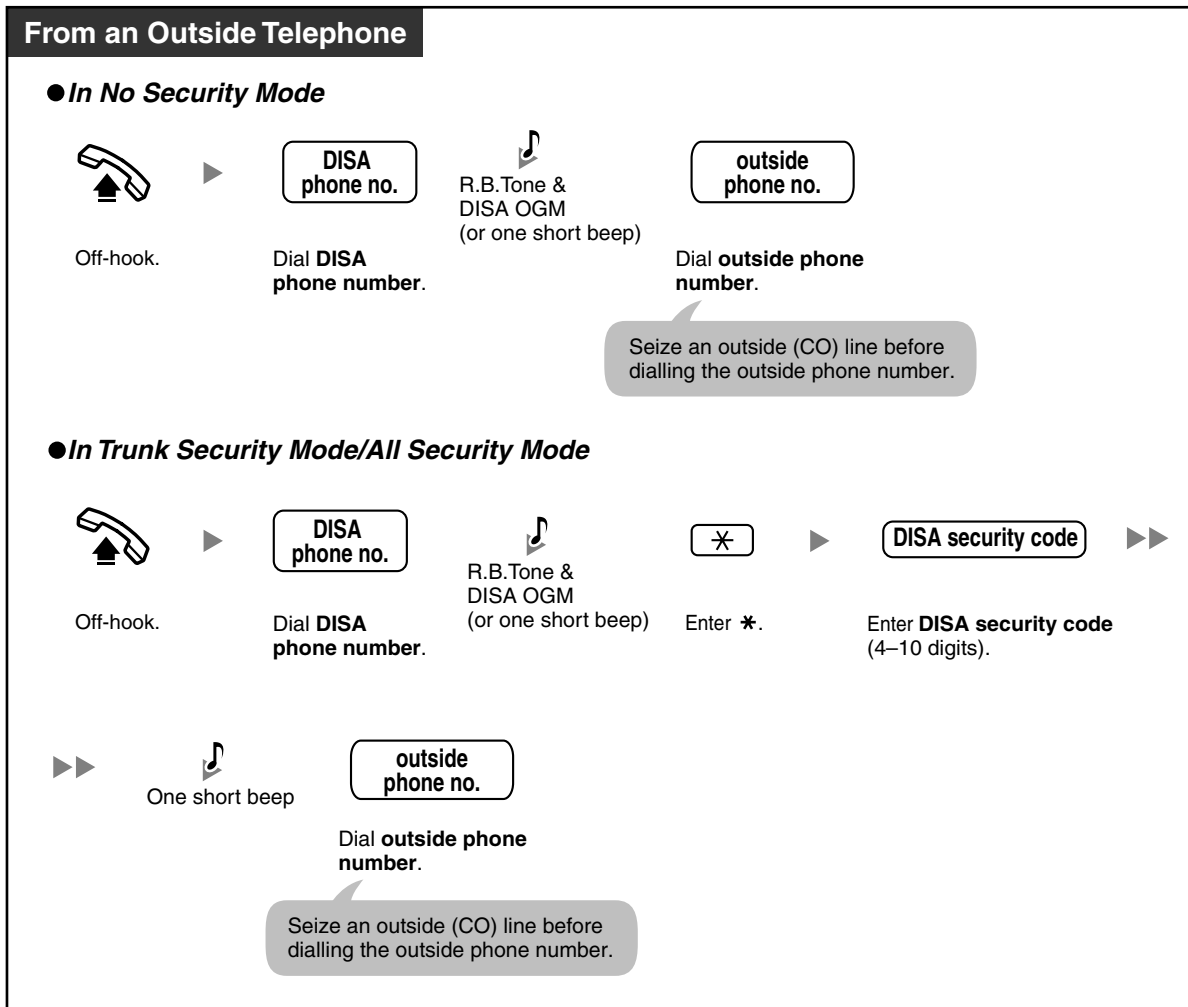 From an Outside Telephone
●In No Security Mode
DISA
phone no.
R.B.Tone &
DISA OGM
(or one short beep)
outside
phone no.
Off-hook.
Dial DISA
phone number.
Dial outside phone
number.
Seize an outside (CO) line before
dialling the outside phone number.
●In Trunk Security Mode/All Security Mode
DISA
phone no.
R.B.Tone &
DISA OGM
(or one short beep)
*
DISA security code
Off-hook.
Dial DISA
phone number.
Enter *.
Enter DISA security code
(4–10 digits).
One short beep
outside
phone no.
Dial outside phone
number.
Seize an outside (CO) line before
dialling the outside phone number.